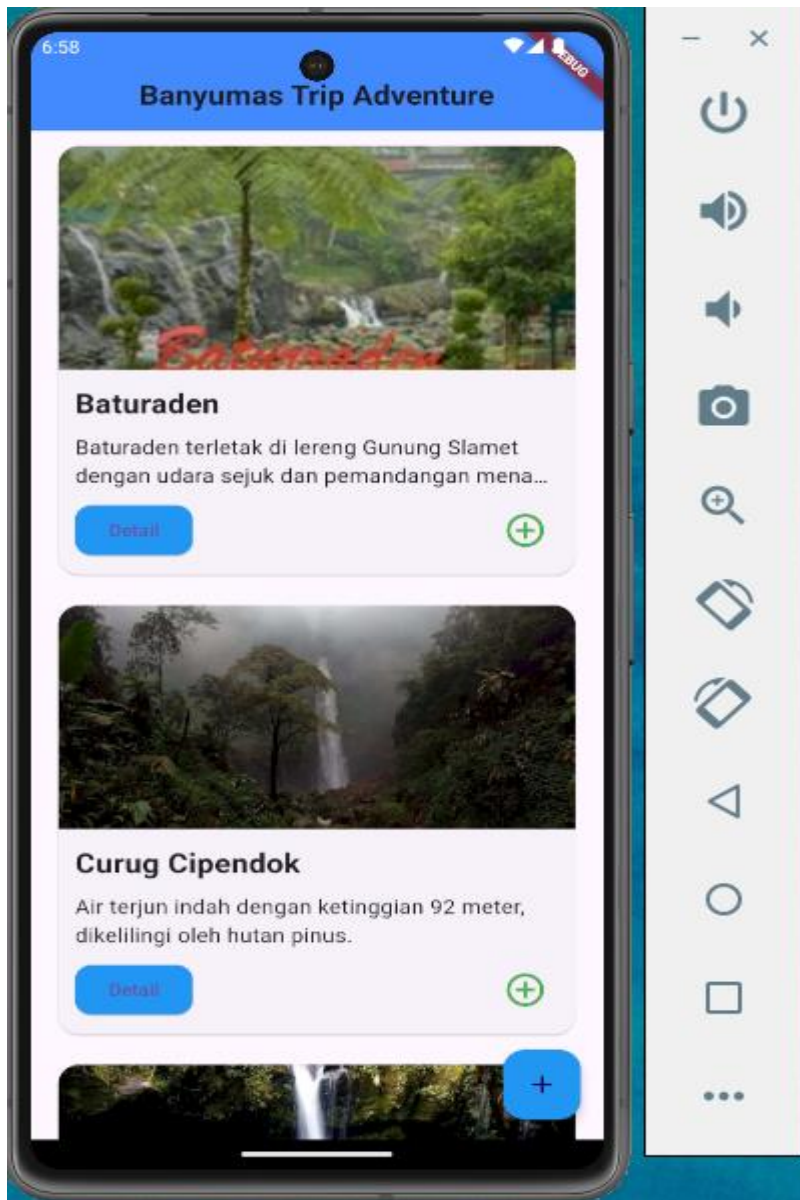 6:58
DEBUG
Banyumas Trip Adventure
Baturraden
Baturaden
Baturaden terletak di lereng Gunung Slamet
dengan udara sejuk dan pemandangan mena...
Detail
Curug Cipendok
Air terjun indah dengan ketinggian 92 meter,
dikelilingi oleh hutan pinus.
Detail